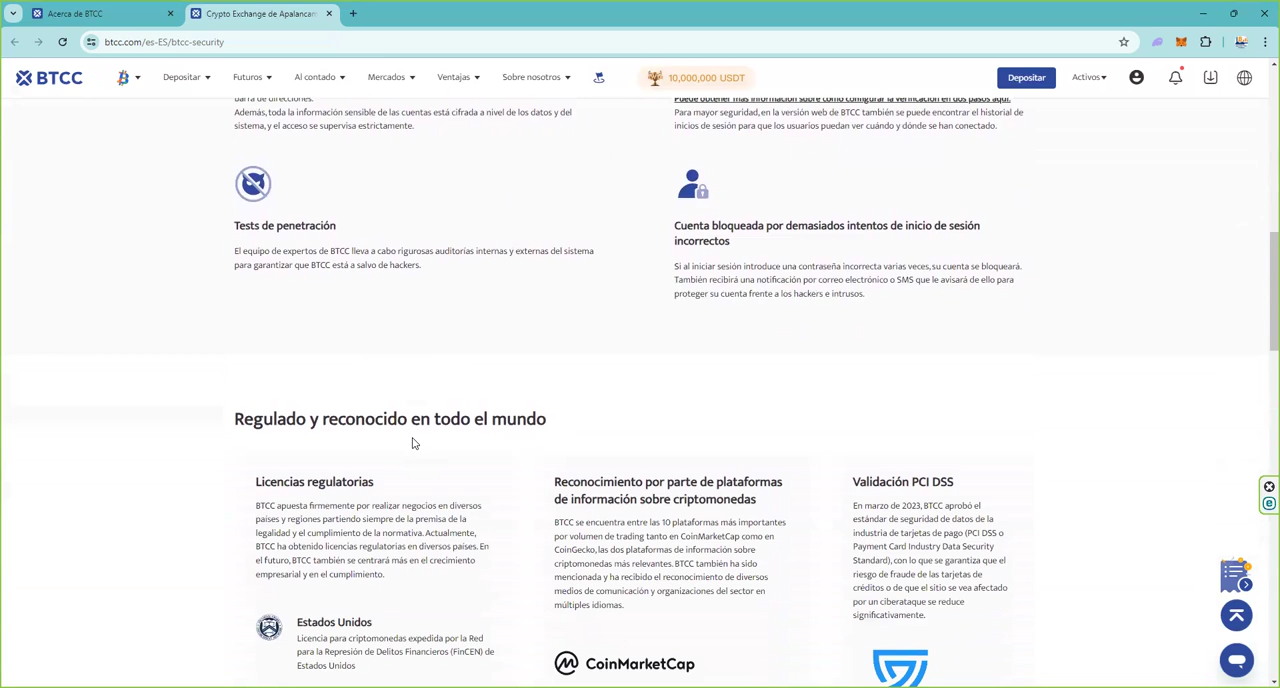 Acerca de BTCC
Crypto Exchange de Apalancam
btcc.com/es-ES/btcc-security
BTCC
Depositar
Futuros
Al contado
Mercados
Ventajas
Sobre nosotros
10,000,000 USDT
Depositar
Activos
barra de direcciones.
Además, toda la información sensible de las cuentas está cifrada a nivel de los datos y del
sistema, y el acceso se supervisa estrictamente.
Puede obtener más información sobre cómo configurar la verificación en dos pasos aquí.
Para mayor seguridad, en la versión web de BTCC también se puede encontrar el historial de
inicios de sesión para que los usuarios puedan ver cuándo y dónde se han conectado.
Tests de penetración
El equipo de expertos de BTCC lleva a cabo rigurosas auditorías internas y externas del sistema
para garantizar que BTCC está a salvo de hackers.
Cuenta bloqueada por demasiados intentos de inicio de sesión
incorrectos
Si al iniciar sesión introduce una contraseña incorrecta varias veces, su cuenta se bloqueará.
También recibirá una notificación por correo electrónico o SMS que le avisará de ello para
proteger su cuenta frente a los hackers e intrusos.
Regulado y reconocido en todo el mundo
Licencias regulatorias
BTCC apuesta firmemente por realizar negocios en diversos
países y regiones partiendo siempre de la premisa de la
legalidad y el cumplimiento de la normativa. Actualmente,
BTCC ha obtenido licencias regulatorias en diversos países. En
el futuro, BTCC también se centrará más en el crecimiento
empresarial y en el cumplimiento.
Estados Unidos
Licencia para criptomonedas expedida por la Red
para la Represión de Delitos Financieros (FinCEN) de
Estados Unidos
Reconocimiento por parte de plataformas
de información sobre criptomonedas
BTCC se encuentra entre las 10 plataformas más importantes
por volumen de trading tanto en CoinMarketCap como en
CoinGecko, las dos plataformas de información sobre
criptomonedas más relevantes. BTCC también ha sido
mencionada y ha recibido el reconocimiento de diversos
medios de comunicación y organizaciones del sector en
múltiples idiomas.
CoinMarketCap
Validación PCI DSS
En marzo de 2023, BTCC aprobó el
estándar de seguridad de datos de la
industria de tarjetas de pago (PCI DSS o
Payment Card Industry Data Security
Standard), con lo que se garantiza que el
riesgo de fraude de las tarjetas de
créditos o de que el sitio se vea afectado
por un ciberataque se reduce
significativamente.